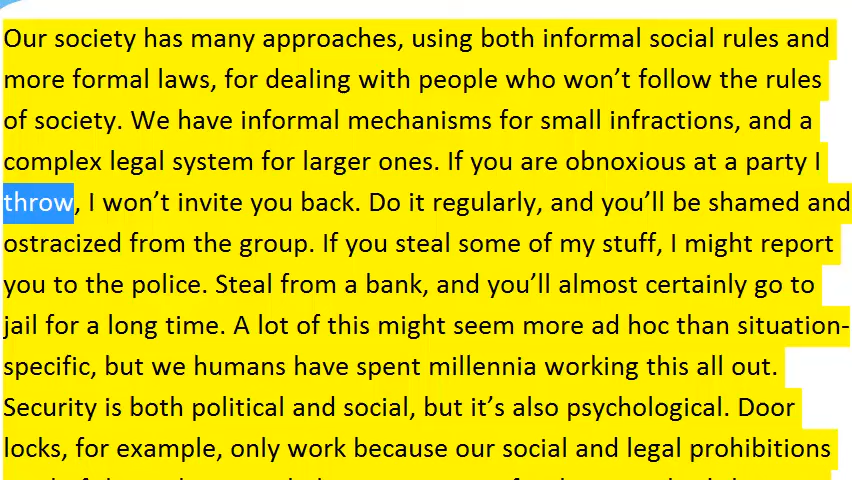 Our society has many approaches, using both informal social rules and
more formal laws, for dealing with people who won’t follow the rules
of society. We have informal mechanisms for small infractions, and a
complex legal system for larger ones. If you are obnoxious at a party I
throw, I won’t invite you back. Do it regularly, and you’ll be shamed and
ostracized from the group. If you steal some of my stuff, I might report
you to the police. Steal from a bank, and you’ll almost certainly go to
jail for a long time. A lot of this might seem more ad hoc than situation-
specific, but we humans have spent millennia working this all out.
Security is both political and social, but it’s also psychological. Door
locks, for example, only work because our social and legal prohibitions